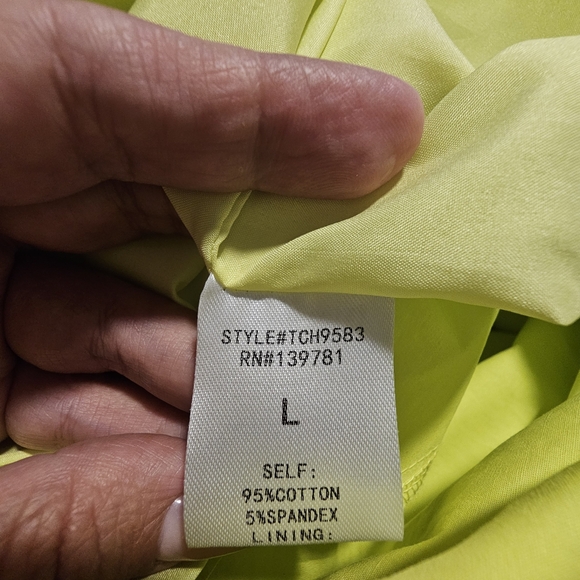 STYLE#TCH9583
RN#139781
L
SELF:
95%COTTON
5%SPANDEX
LINING: